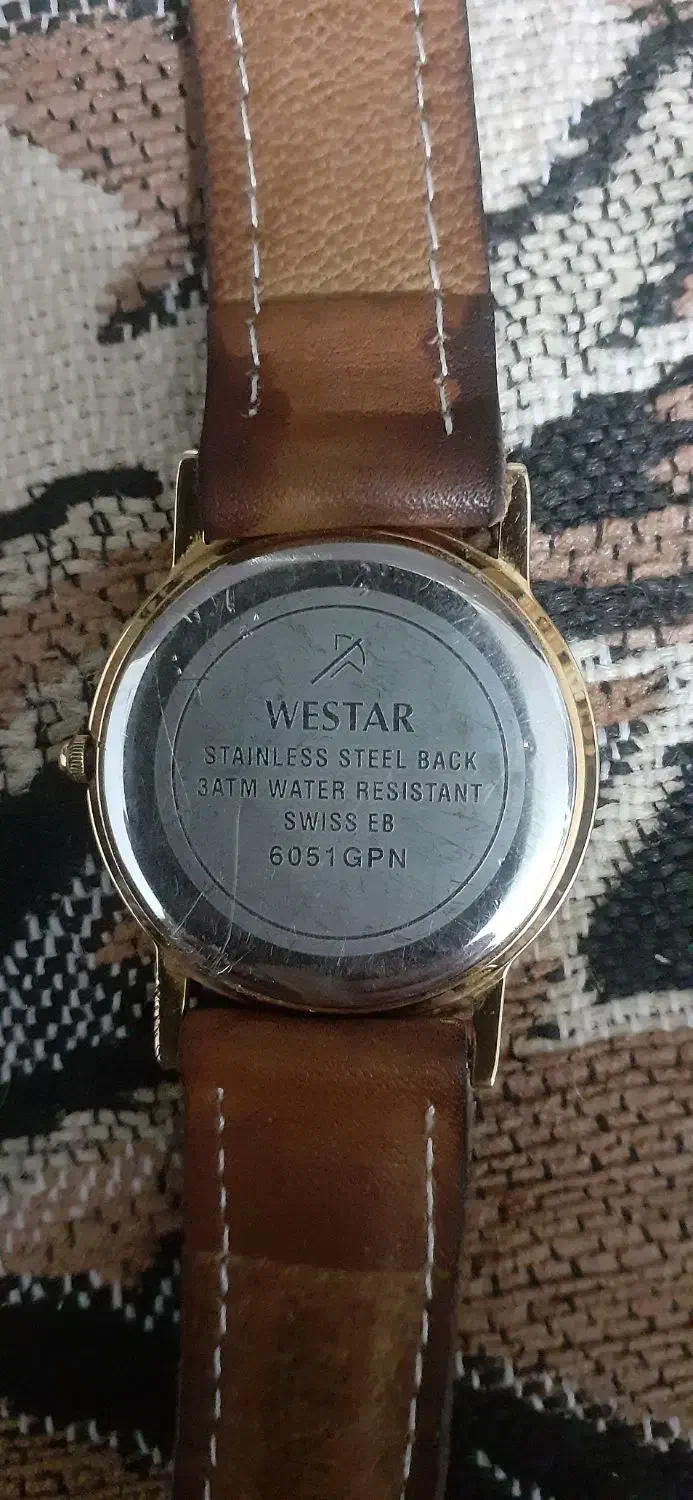 WESTAR
STAINLESS STEEL BACK
3ATM WATER RESISTANT
SWISS EB
6051GPN